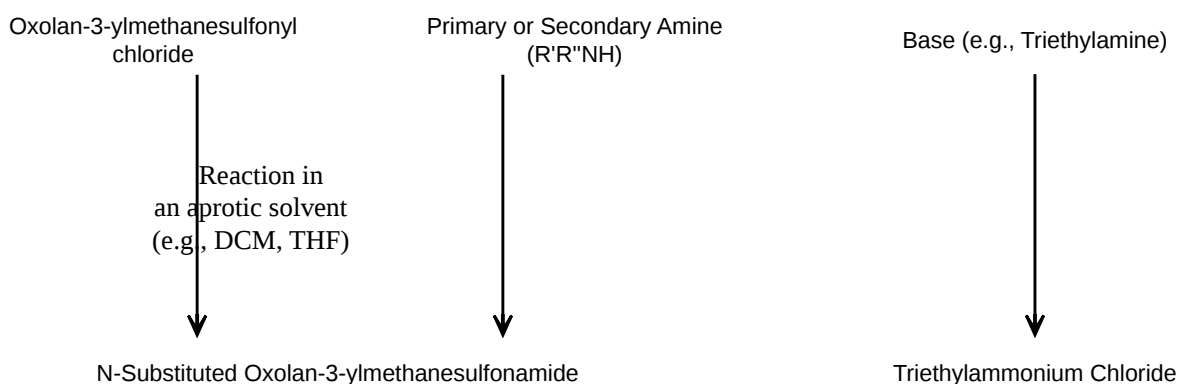 Oxolan-3-ylmethanesulfonyl
chloride
Primary or Secondary Amine
(R'R"NH)
Base (e.g., Triethylamine)
Reaction in
an aprotic solvent
(e.g., DCM, THF)
N-Substituted Oxolan-3-ylmethanesulfonamide
Triethylammonium Chloride